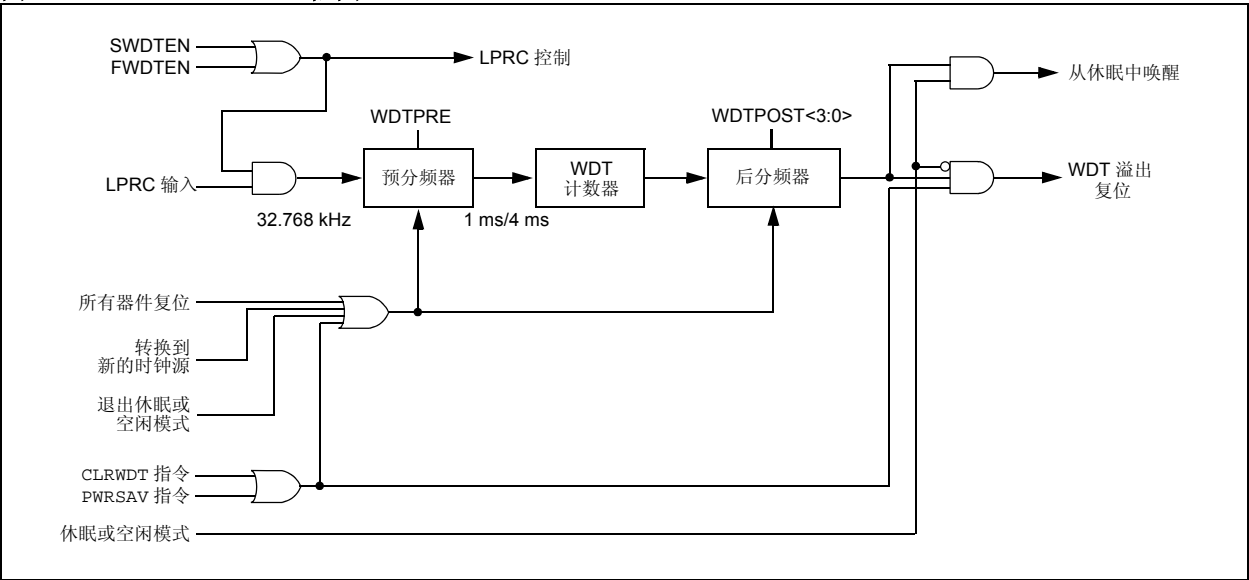 SWDTEN
FWDTEN
LPRC 控制
从休眠中唤醒
WDTPRE
WDTPOST<3:0>
LPRC 输入
预分频器
WDT
计数器
后分频器
WDT 溢出
复位
32.768 kHz
1 ms/4 ms
所有器件复位
转换到
新的时钟源
退出休眠或
空闲模式
CLRWDT 指令
PWRSAV 指令
休眠或空闲模式